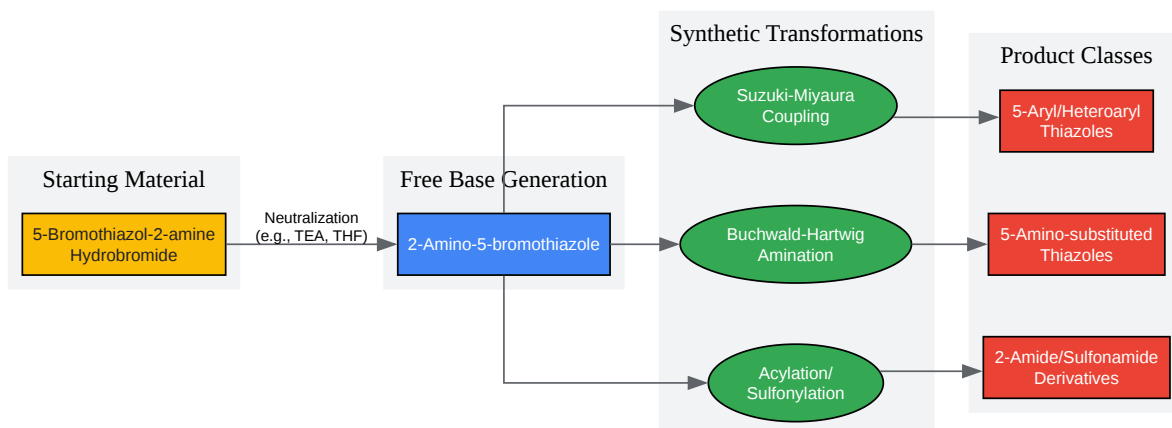 Synthetic Transformations
Product Classes
Suzuki-Miyaura
Coupling
5-Aryl/Heteroaryl
Thiazoles
Starting Material
Free Base Generation
5-Bromothiazol-2-amine
Hydrobromide
Neutralization
(e.g., TEA, THF)
2-Amino-5-bromothiazole
Buchwald-Hartwig
Amination
5-Amino-substituted
Thiazoles
Acylation/
Sulfonylation
2-Amide/Sulfonamide
Derivatives